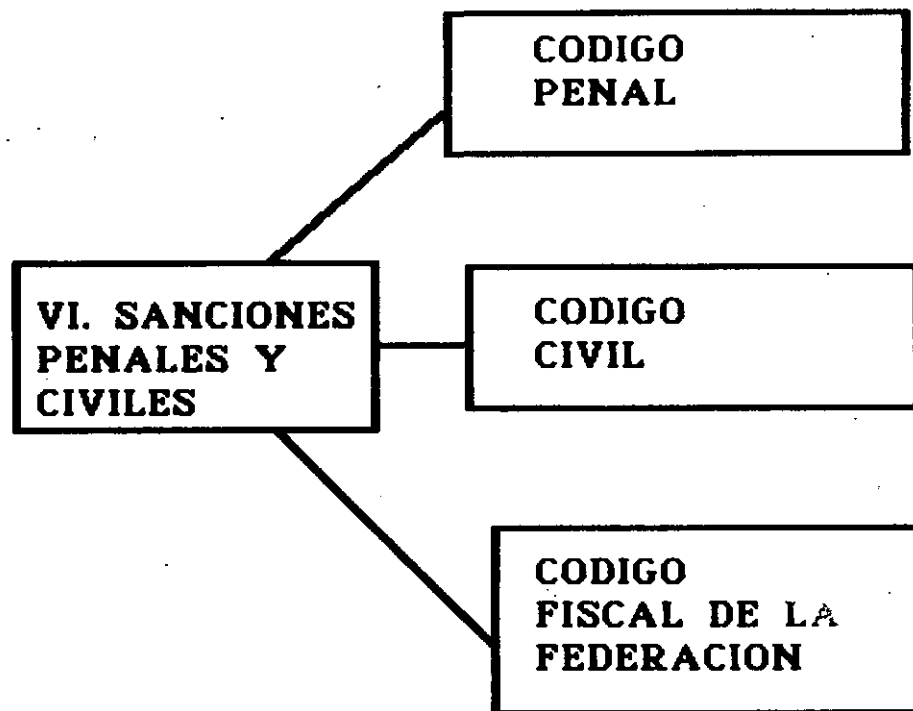 CODIGO
PENAL
VI. SANCIONES
PENALES Y
CIVILES
CODIGO
CIVIL
CODIGO
FISCAL DE LA
FEDERACION